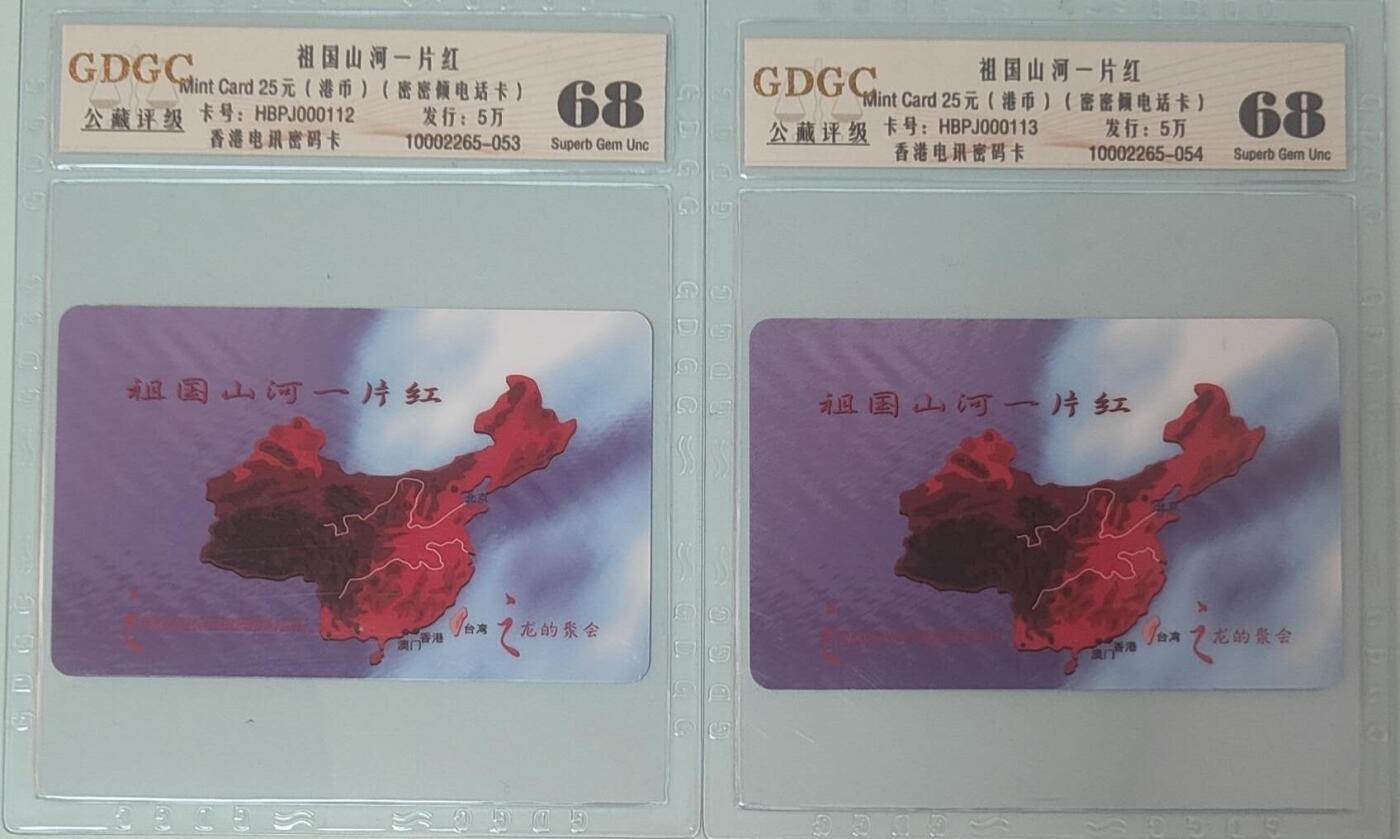 GDGC
公藏评级
祖国山河一片红
Mint Card 25元（港币）（密密倾电话卡）
卡号：HBPJ000112 发行：5万
香港电讯密码卡 10002265-053
68
Superb Gem Unc
祖国山河一片红
北京
台湾
香港
澳门
龙的聚会
GDGC
公藏评级
祖国山河一片红
Mint Card 25元（港币）（密密倾电话卡）
卡号：HBPJ000113 发行：5万
香港电讯密码卡 10002265-054
68
Superb Gem Unc
祖国山河一片红
北京
台湾
香港
澳门
龙的聚会